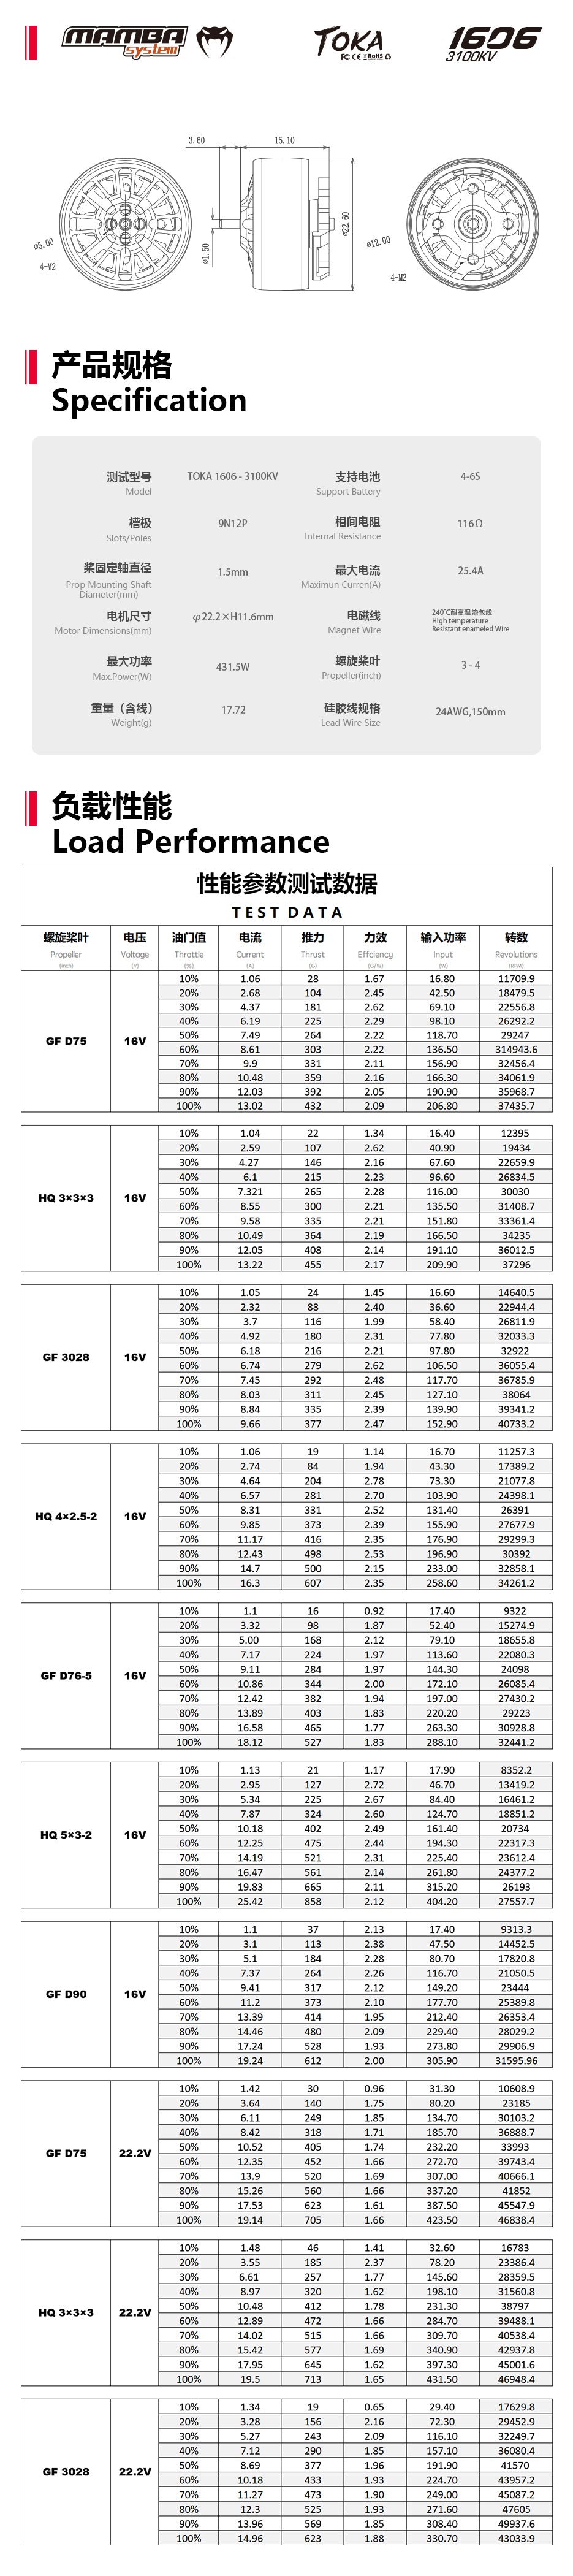 MAMBA system TOKA 1606
FC CE RoHS 3100KV
3.60 15.10
ø5.00 4-M2 ø1.50 ø22.60 ø12.00 4-M2
产品规格
Specification
测试型号 TOKA 1606 - 3100KV 支持电池 4-6S
Model Support Battery
槽极 9N12P 相间电阻 116Ω
Slots/Poles Internal Resistance
桨固定轴直径 1.5mm 最大电流 25.4A
Prop Mounting Shaft Maximun Curren(A)
Diameter(mm)
电机尺寸 φ22.2×H11.6mm 电磁线 240℃耐高温漆包线
Motor Dimensions(mm) Magnet Wire High temperature
Resistant enameled Wire
最大功率 431.5W 螺旋桨叶 3 - 4
Max.Power(W) Propeller(inch)
重量（含线） 17.72 硅胶线规格 24AWG,150mm
Weight(g) Lead Wire Size
负载性能
Load Performance
性能参数测试数据
TEST DATA
螺旋桨叶 电压 油门值 电流 推力 力效 输入功率 转数
Propeller Voltage Throttle Current Thrust Effciency Input Revolutions
(inch) (V) (%) (A) (G) (G/W) (W) (RPM)
GF D75 16V
10% 1.06 28 1.67 16.80 11709.9
20% 2.68 104 2.45 42.50 18479.5
30% 4.37 181 2.62 69.10 22556.8
40% 6.19 225 2.29 98.10 26292.2
50% 7.49 264 2.22 118.70 29247
60% 8.61 303 2.22 136.50 314943.6
70% 9.9 331 2.11 156.90 32456.4
80% 10.48 359 2.16 166.30 34061.9
90% 12.03 392 2.05 190.90 35968.7
100% 13.02 432 2.09 206.80 37435.7
HQ 3×3×3 16V
10% 1.04 22 1.34 16.40 12395
20% 2.59 107 2.62 40.90 19434
30% 4.27 146 2.16 67.60 22659.9
40% 6.1 215 2.23 96.60 26834.5
50% 7.321 265 2.28 116.00 30030
60% 8.55 300 2.21 135.50 31408.7
70% 9.58 335 2.21 151.80 33361.4
80% 10.49 364 2.19 166.50 34235
90% 12.05 408 2.14 191.10 36012.5
100% 13.22 455 2.17 209.90 37296
GF 3028 16V
10% 1.05 24 1.45 16.60 14640.5
20% 2.32 88 2.40 36.60 22944.4
30% 3.7 116 1.99 58.40 26811.9
40% 4.92 180 2.31 77.80 32033.3
50% 6.18 216 2.21 97.80 32922
60% 6.74 279 2.62 106.50 36055.4
70% 7.45 292 2.48 117.70 36785.9
80% 8.03 311 2.45 127.10 38064
90% 8.84 335 2.39 139.90 39341.2
100% 9.66 377 2.47 152.90 40733.2
HQ 4×2.5-2 16V
10% 1.06 19 1.14 16.70 11257.3
20% 2.74 84 1.94 43.30 17389.2
30% 4.64 204 2.78 73.30 21077.8
40% 6.57 281 2.70 103.90 24398.1
50% 8.31 331 2.52 131.40 26391
60% 9.85 373 2.39 155.90 27677.9
70% 11.17 416 2.35 176.90 29299.3
80% 12.43 498 2.53 196.90 30392
90% 14.7 500 2.15 233.00 32858.1
100% 16.3 607 2.35 258.60 34261.2
GF D76-5 16V
10% 1.1 16 0.92 17.40 9322
20% 3.32 98 1.87 52.40 15274.9
30% 5.00 168 2.12 79.10 18655.8
40% 7.17 224 1.97 113.60 22080.3
50% 9.11 284 1.97 144.30 24098
60% 10.86 344 2.00 172.10 26085.4
70% 12.42 382 1.94 197.00 27430.2
80% 13.89 403 1.83 220.20 29223
90% 16.58 465 1.77 263.30 30928.8
100% 18.12 527 1.83 288.10 32441.2
HQ 5×3-2 16V
10% 1.13 21 1.17 17.90 8352.2
20% 2.95 127 2.72 46.70 13419.2
30% 5.34 225 2.67 84.40 16461.2
40% 7.87 324 2.60 124.70 18851.2
50% 10.18 402 2.49 161.40 20734
60% 12.25 475 2.44 194.30 22317.3
70% 14.19 521 2.31 225.40 23612.4
80% 16.47 561 2.14 261.80 24377.2
90% 19.83 665 2.11 315.20 26193
100% 25.42 858 2.12 404.20 27557.7
GF D90 16V
10% 1.1 37 2.13 17.40 9313.3
20% 3.1 113 2.38 47.50 14452.5
30% 5.1 184 2.28 80.70 17820.8
40% 7.37 264 2.26 116.70 21050.5
50% 9.41 317 2.12 149.20 23444
60% 11.2 373 2.10 177.70 25389.8
70% 13.39 414 1.95 212.40 26353.4
80% 14.46 480 2.09 229.40 28029.2
90% 17.24 528 1.93 273.80 29906.9
100% 19.24 612 2.00 305.90 31595.96
GF D75 22.2V
10% 1.42 30 0.96 31.30 10608.9
20% 3.64 140 1.75 80.20 23185
30% 6.11 249 1.85 134.70 30103.2
40% 8.42 318 1.71 185.70 36888.7
50% 10.52 405 1.74 232.20 33993
60% 12.35 452 1.66 272.70 39743.4
70% 13.9 520 1.69 307.00 40666.1
80% 15.26 560 1.66 337.20 41852
90% 17.53 623 1.61 387.50 45547.9
100% 19.14 705 1.66 423.50 46838.4
HQ 3×3×3 22.2V
10% 1.48 46 1.41 32.60 16783
20% 3.55 185 2.37 78.20 23386.4
30% 6.61 257 1.77 145.60 28359.5
40% 8.97 320 1.62 198.10 31560.8
50% 10.48 412 1.78 231.30 38797
60% 12.89 472 1.66 284.70 39488.1
70% 14.02 515 1.66 309.70 40538.4
80% 15.42 577 1.69 340.90 42937.8
90% 17.95 645 1.62 397.30 45001.6
100% 19.5 713 1.65 431.50 46948.4
GF 3028 22.2V
10% 1.34 19 0.65 29.40 17629.8
20% 3.28 156 2.16 72.30 29452.9
30% 5.27 243 2.09 116.10 32249.7
40% 7.12 290 1.85 157.10 36080.4
50% 8.69 377 1.96 191.90 41570
60% 10.18 433 1.93 224.70 43957.2
70% 11.27 473 1.90 249.00 45087.2
80% 12.3 525 1.93 271.60 47605
90% 13.96 569 1.85 308.40 49937.6
100% 14.96 623 1.88 330.70 43033.9